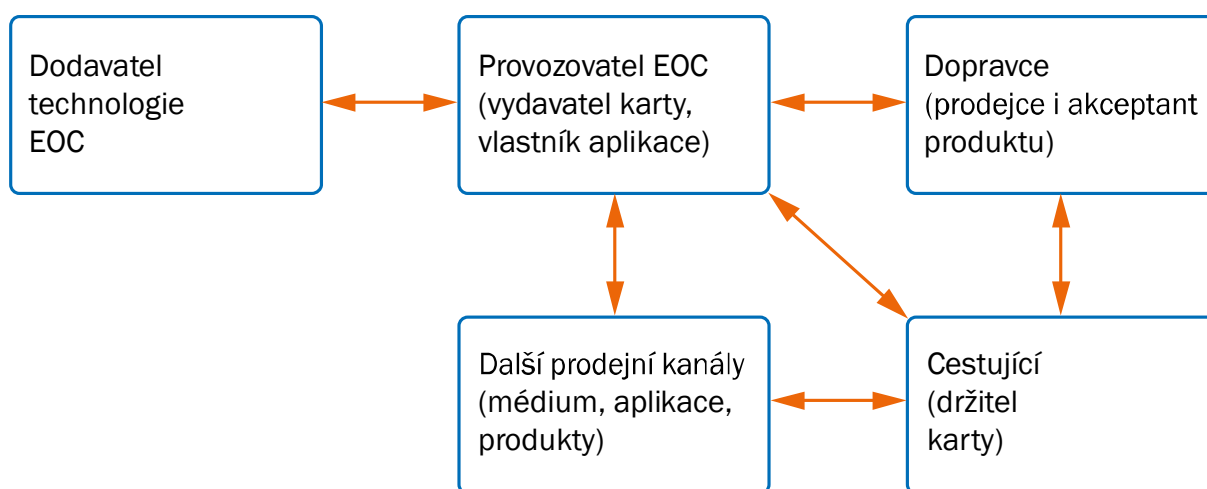 Dodavatel
technologie
EOC
Provozovatel EOC
(vydavatel karty,
vlastník aplikace)
Dopravce
(prodejce i akceptant
produktu)
Další prodejní kanály
(médium, aplikace,
produkty)
Cestující
(držitel
karty)